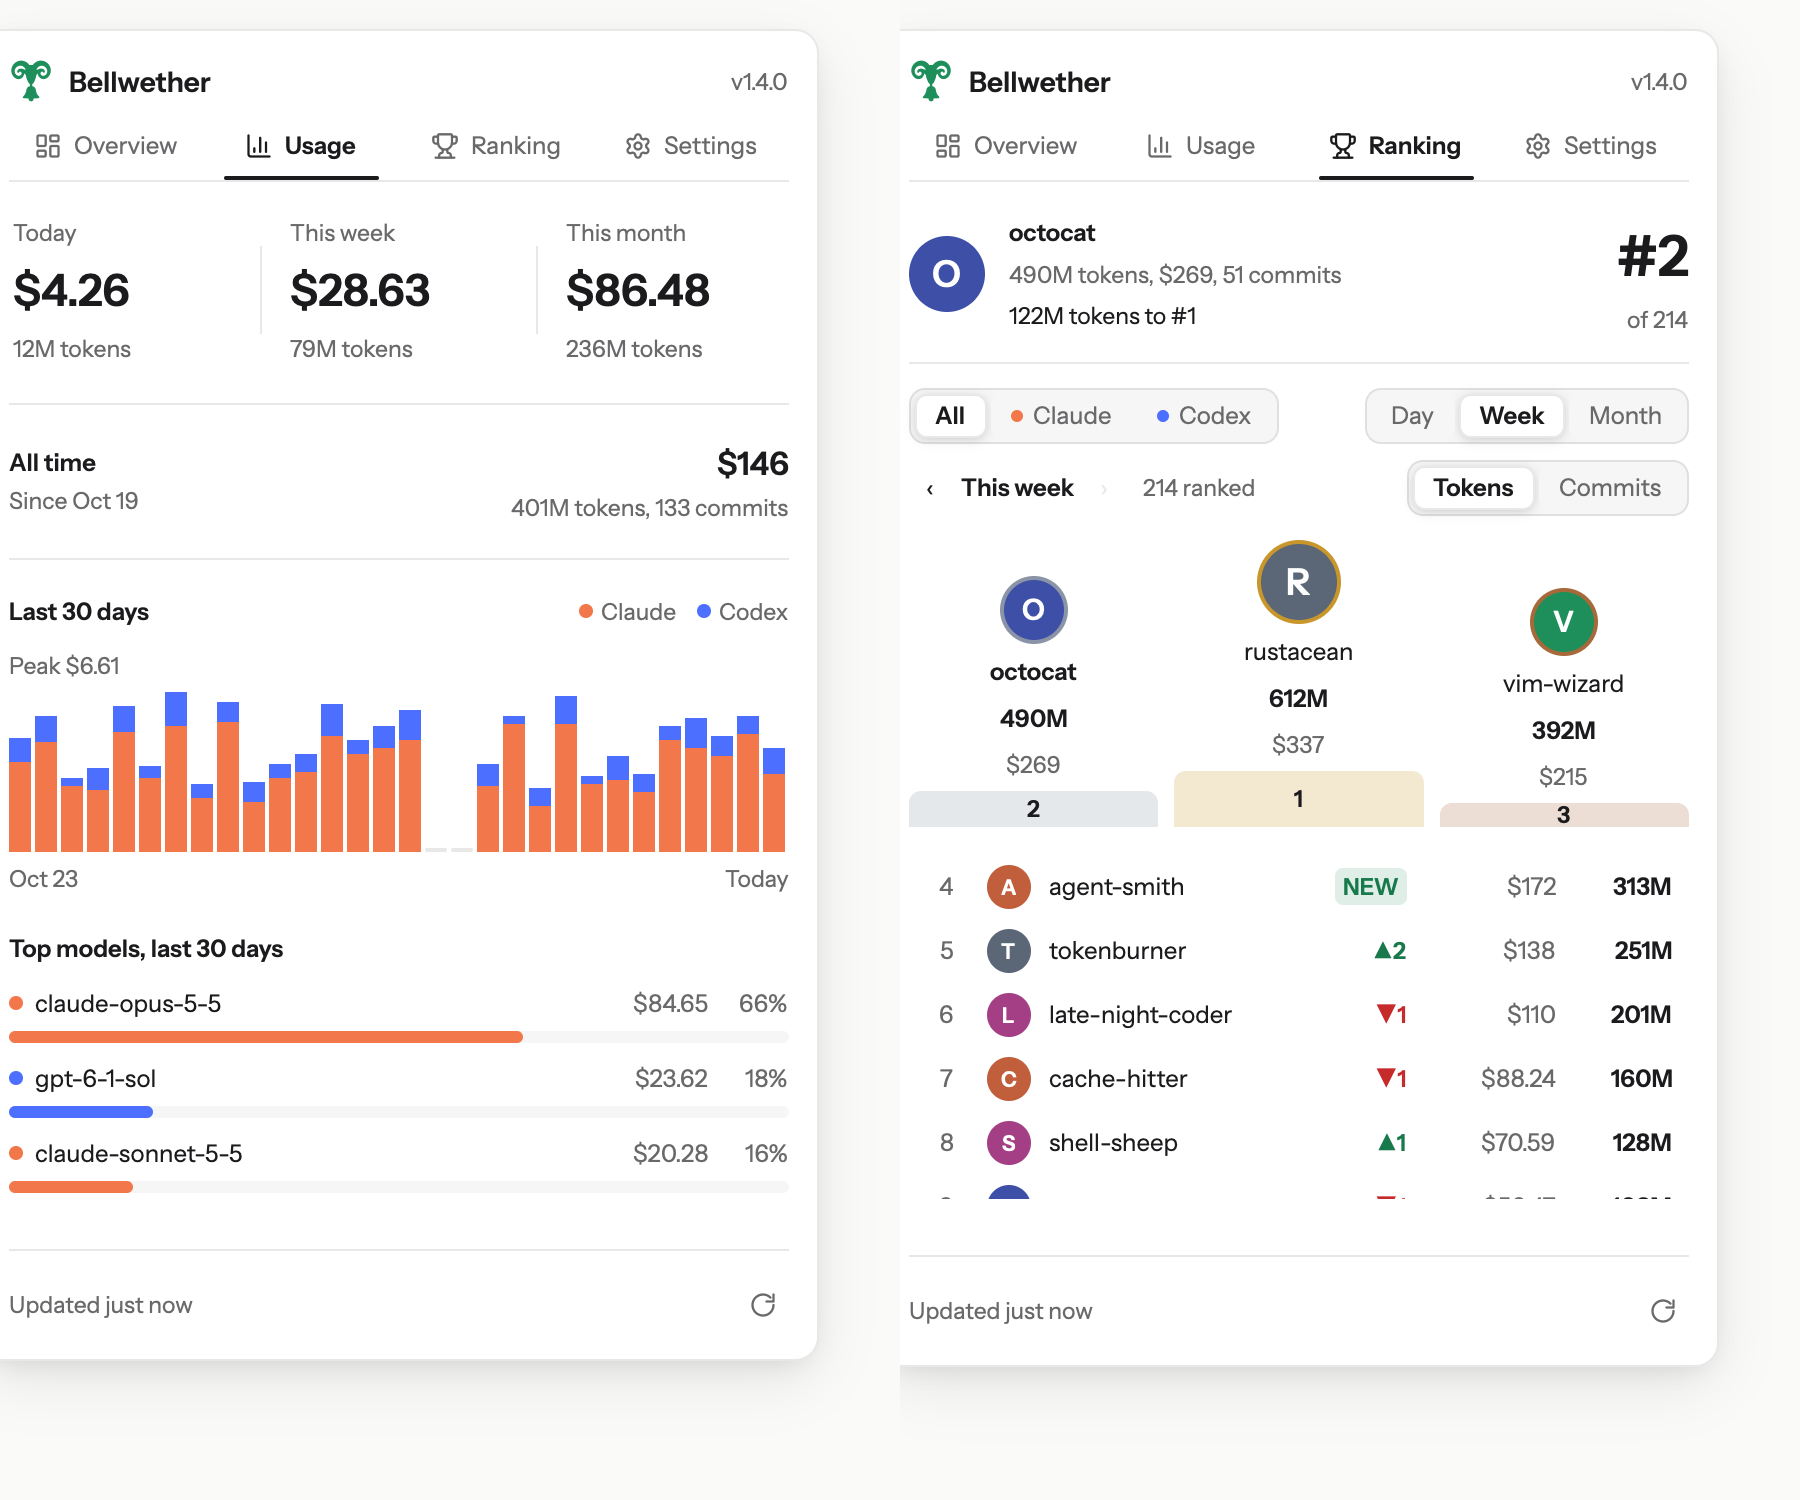 Bellwether
v1.4.0
Overview
Usage
Ranking
Settings
Today
This week
This month
$4.26
$28.63
$86.48
12M tokens
79M tokens
236M tokens
All time
$146
Since Oct 19
401M tokens, 133 commits
Last 30 days
Claude
Codex
Peak $6.61
Oct 23
Today
Top models, last 30 days
claude-opus-5-5
$84.65
66%
gpt-6-1-sol
$23.62
18%
claude-sonnet-5-5
$20.28
16%
Updated just now
Bellwether
v1.4.0
Overview
Usage
Ranking
Settings
O
octocat
490M tokens, $269, 51 commits
122M tokens to #1
#2
of 214
All
Claude
Codex
Day
Week
Month
‹ This week ›
214 ranked
Tokens
Commits
O
octocat
490M
$269
2
R
rustacean
612M
$337
1
V
vim-wizard
392M
$215
3
4 A agent-smith NEW $172 313M
5 T tokenburner ▲2 $138 251M
6 L late-night-coder ▼1 $110 201M
7 C cache-hitter ▼1 $88.24 160M
8 S shell-sheep ▲1 $70.59 128M
Updated just now